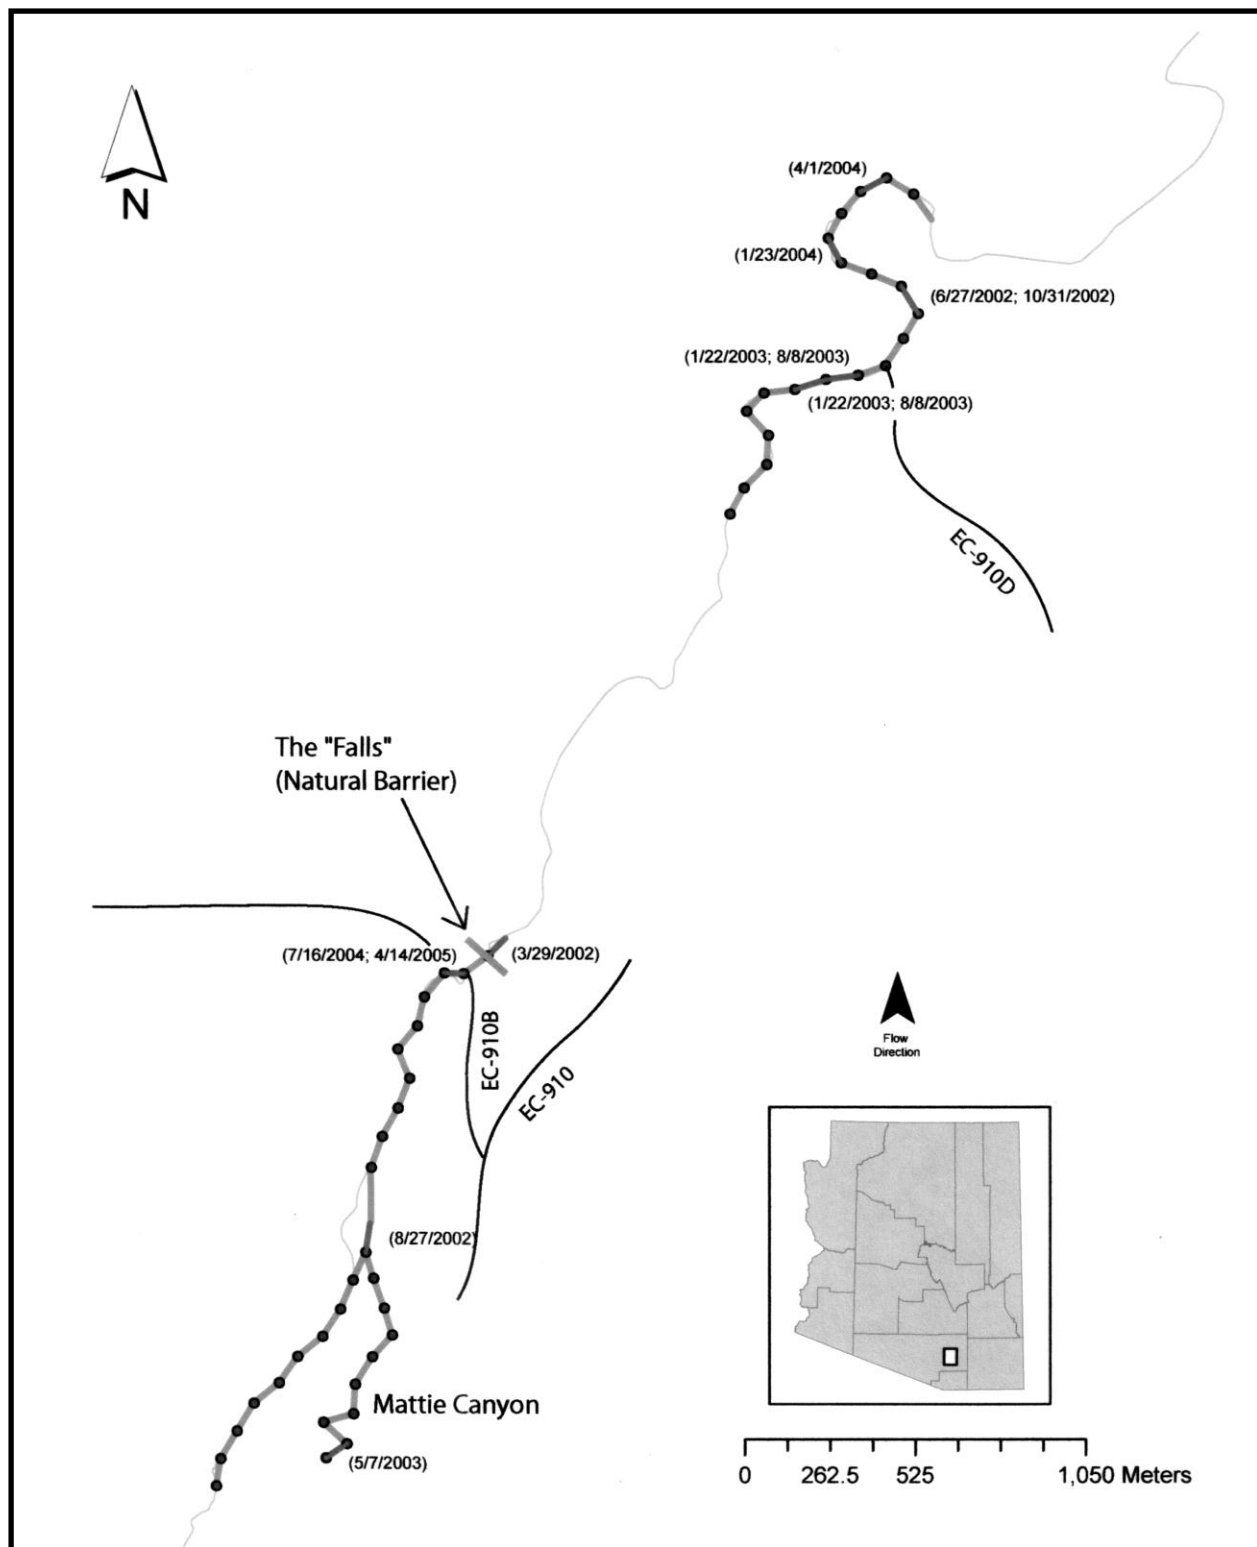 N
(4/1/2004)
(1/23/2004)
(6/27/2002; 10/31/2002)
(1/22/2003; 8/8/2003)
(1/22/2003; 8/8/2003)
EC-910D
The "Falls"
(Natural Barrier)
(7/16/2004; 4/14/2005)
(3/29/2002)
EC-910B
EC-910
Flow
Direction
(8/27/2002)
Mattie Canyon
(5/7/2003)
0 262.5 525 1,050 Meters